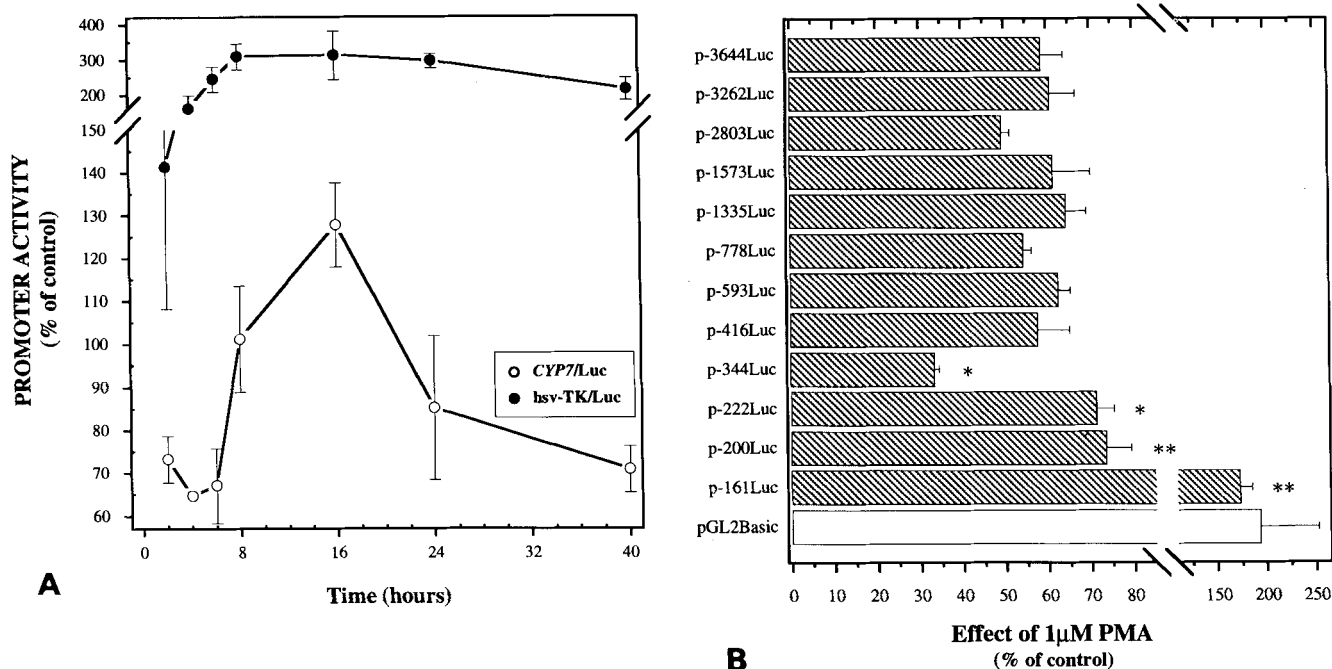 PROMOTER ACTIVITY
(% of control)
400
300
200
150
140
130
120
110
100
90
80
70
60
CYP7/Luc
hsv-TK/Luc
0 8 16 24 32 40
Time (hours)
A
p-3644Luc
p-3262Luc
p-2803Luc
p-1573Luc
p-1335Luc
p-778Luc
p-593Luc
p-416Luc
p-344Luc *
p-222Luc *
p-200Luc **
p-161Luc **
pGL2Basic
0 10 20 30 40 50 60 70 80 150 200 250
Effect of 1μM PMA
(% of control)
B